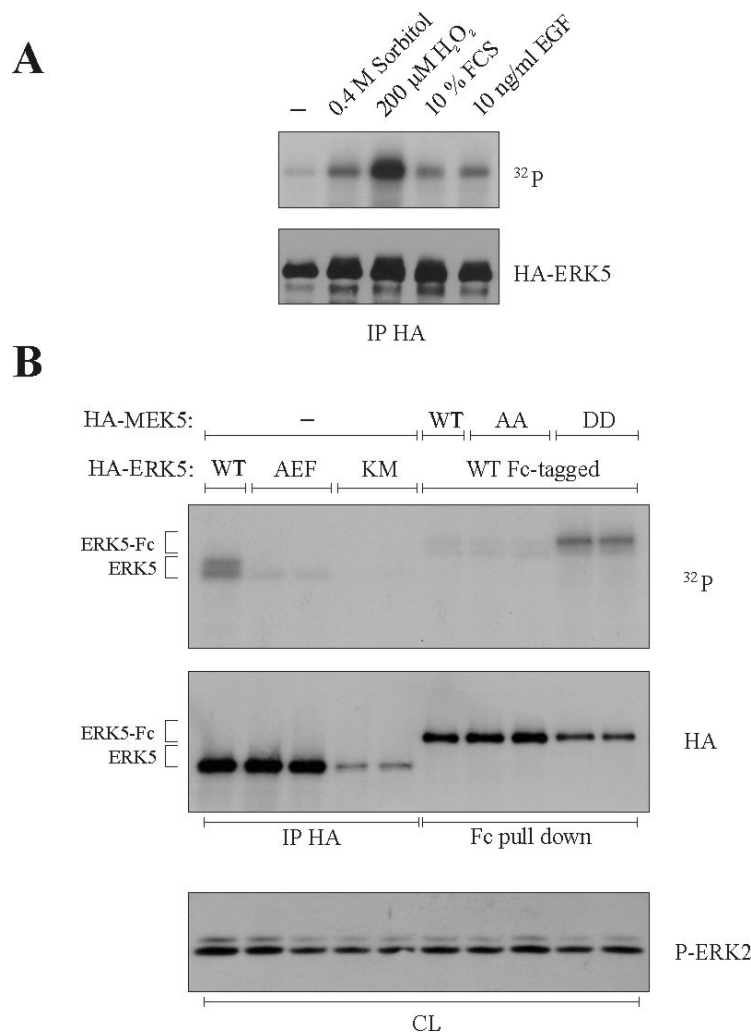 A
–
0.4 M Sorbitol
200 µM H₂O₂
10 % FCS
10 ng/ml EGF
³²P
HA-ERK5
IP HA
B
HA-MEK5: – WT AA DD
HA-ERK5: WT AEF KM WT Fc-tagged
ERK5-Fc
ERK5
³²P
ERK5-Fc
ERK5
HA
IP HA Fc pull down
P-ERK2
CL